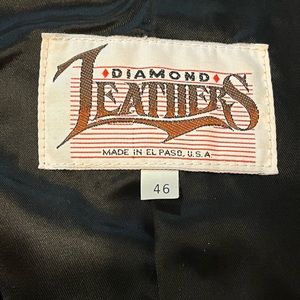 DIAMOND
LEATHERS
MADE IN EL PASO, U.S.A.
46